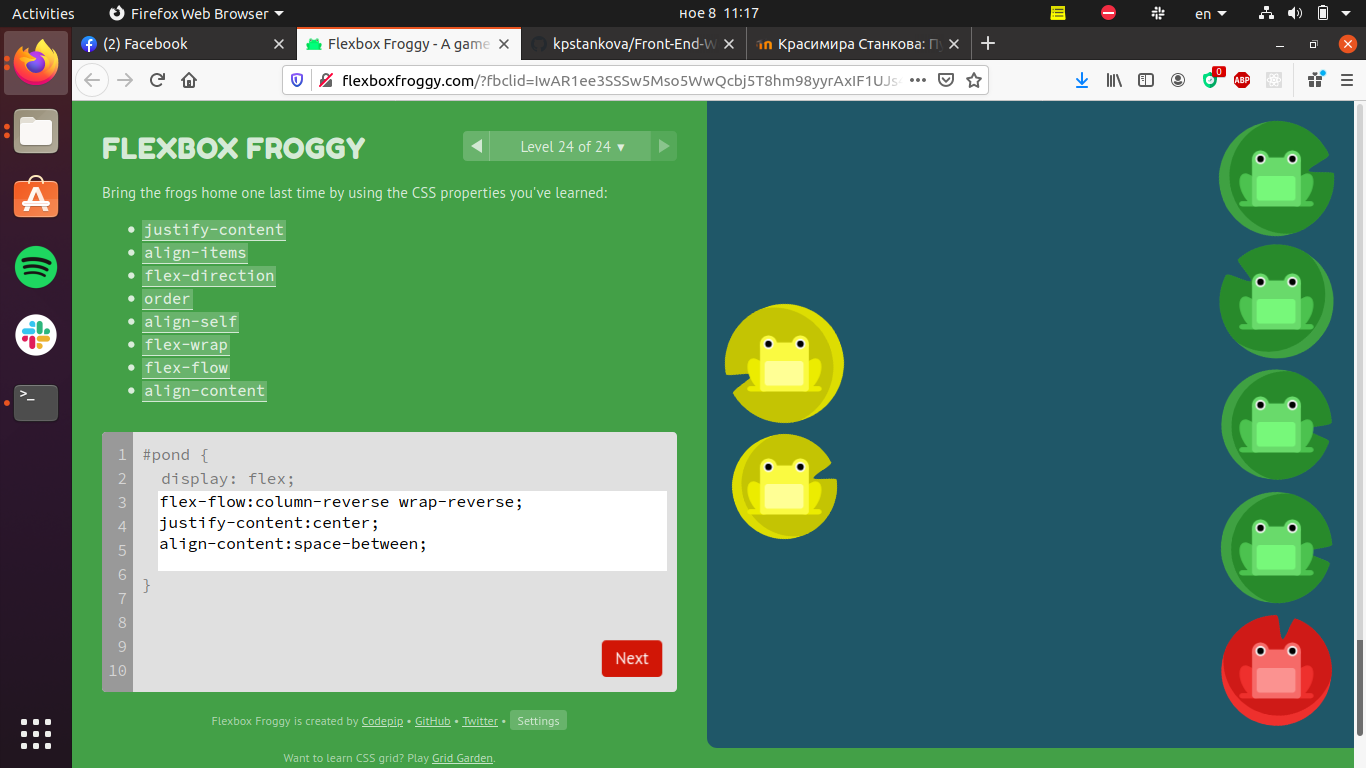 Activities
Firefox Web Browser
ное 8 11:17
en
(2) Facebook
Flexbox Froggy - A game
kpstankova/Front-End-W
Красимира Станкова: П
flexboxfroggy.com/?fbclid=IwAR1ee3SSSw5Mso5WwQcbj5T8hm98yyrAxIF1UJs
0
ABP
FLEXBOX FROGGY
Level 24 of 24
Bring the frogs home one last time by using the CSS properties you've learned:
justify-content
align-items
flex-direction
order
align-self
flex-wrap
flex-flow
align-content
1 #pond {
2 display: flex;
3 flex-flow:column-reverse wrap-reverse;
4 justify-content:center;
5 align-content:space-between;
6 }
7
8
9
10
Next
Flexbox Froggy is created by Codepip • GitHub • Twitter • Settings
Want to learn CSS grid? Play Grid Garden.